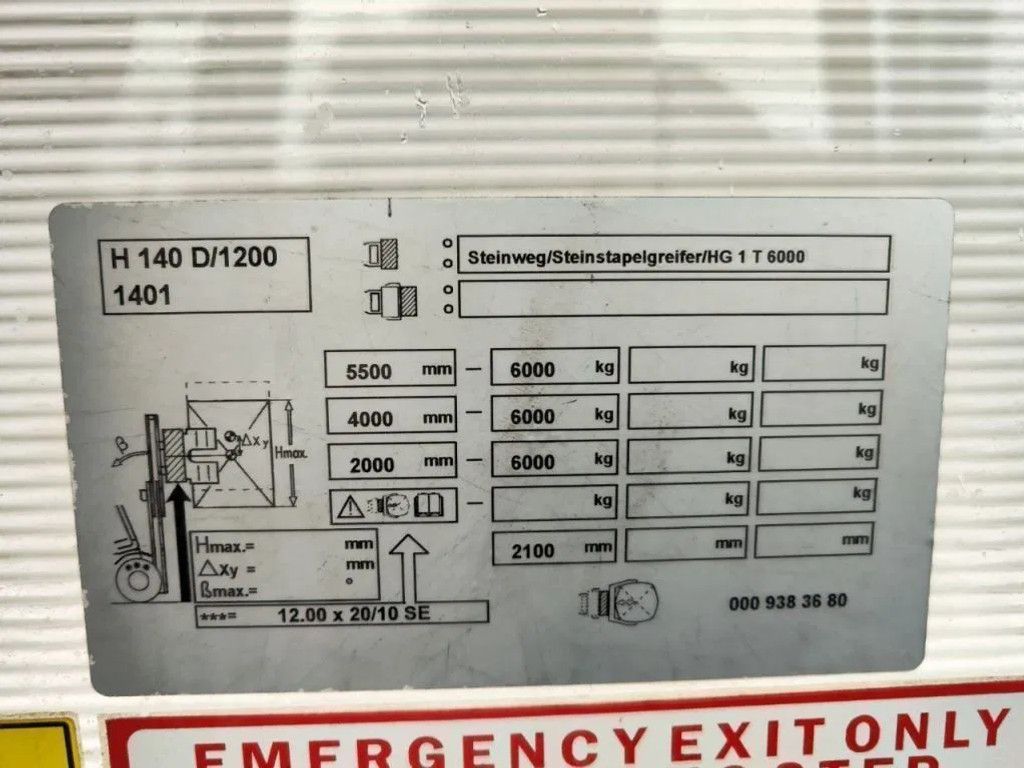 H 140 D/1200
1401
Steinweg/Steinstapelgreifer/HG 1 T 6000
5500 mm – 6000 kg kg kg
4000 mm – 6000 kg kg kg
2000 mm – 6000 kg kg kg
– kg kg kg
2100 mm mm mm
β
ΔXy
Hmax.
Hmax.= mm
ΔXy = mm
ßmax.= °
***= 12.00 x 20/10 SE
000 938 36 80
EMERGENCY EXIT ONLY